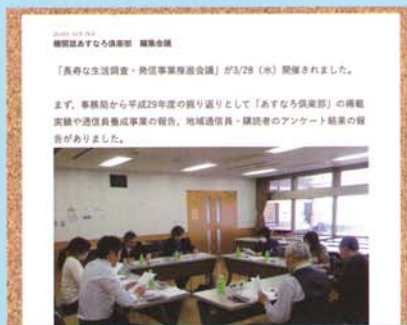 機関誌あすなろ倶楽部　編集会議
「長寿な生活調査・発信事業推進会議」が3/28（水）開催されました。
まず、事務局から平成29年度の振り返りとして「あすなろ倶楽部」の掲載
実績や通信員養成事業の報告、地域通信員・購読者のアンケート結果の報
告がありました。